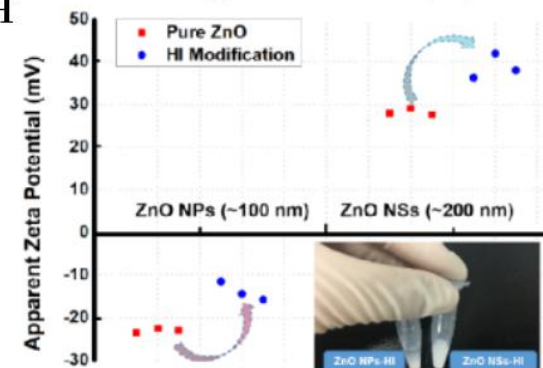 H
Apparent Zeta Potential (mV)
50
40
30
20
10
0
-10
-20
-30
Pure ZnO
HI Modification
ZnO NPs (~100 nm)
ZnO NSs (~200 nm)
ZnO NPs-HI
ZnO NSs-HI